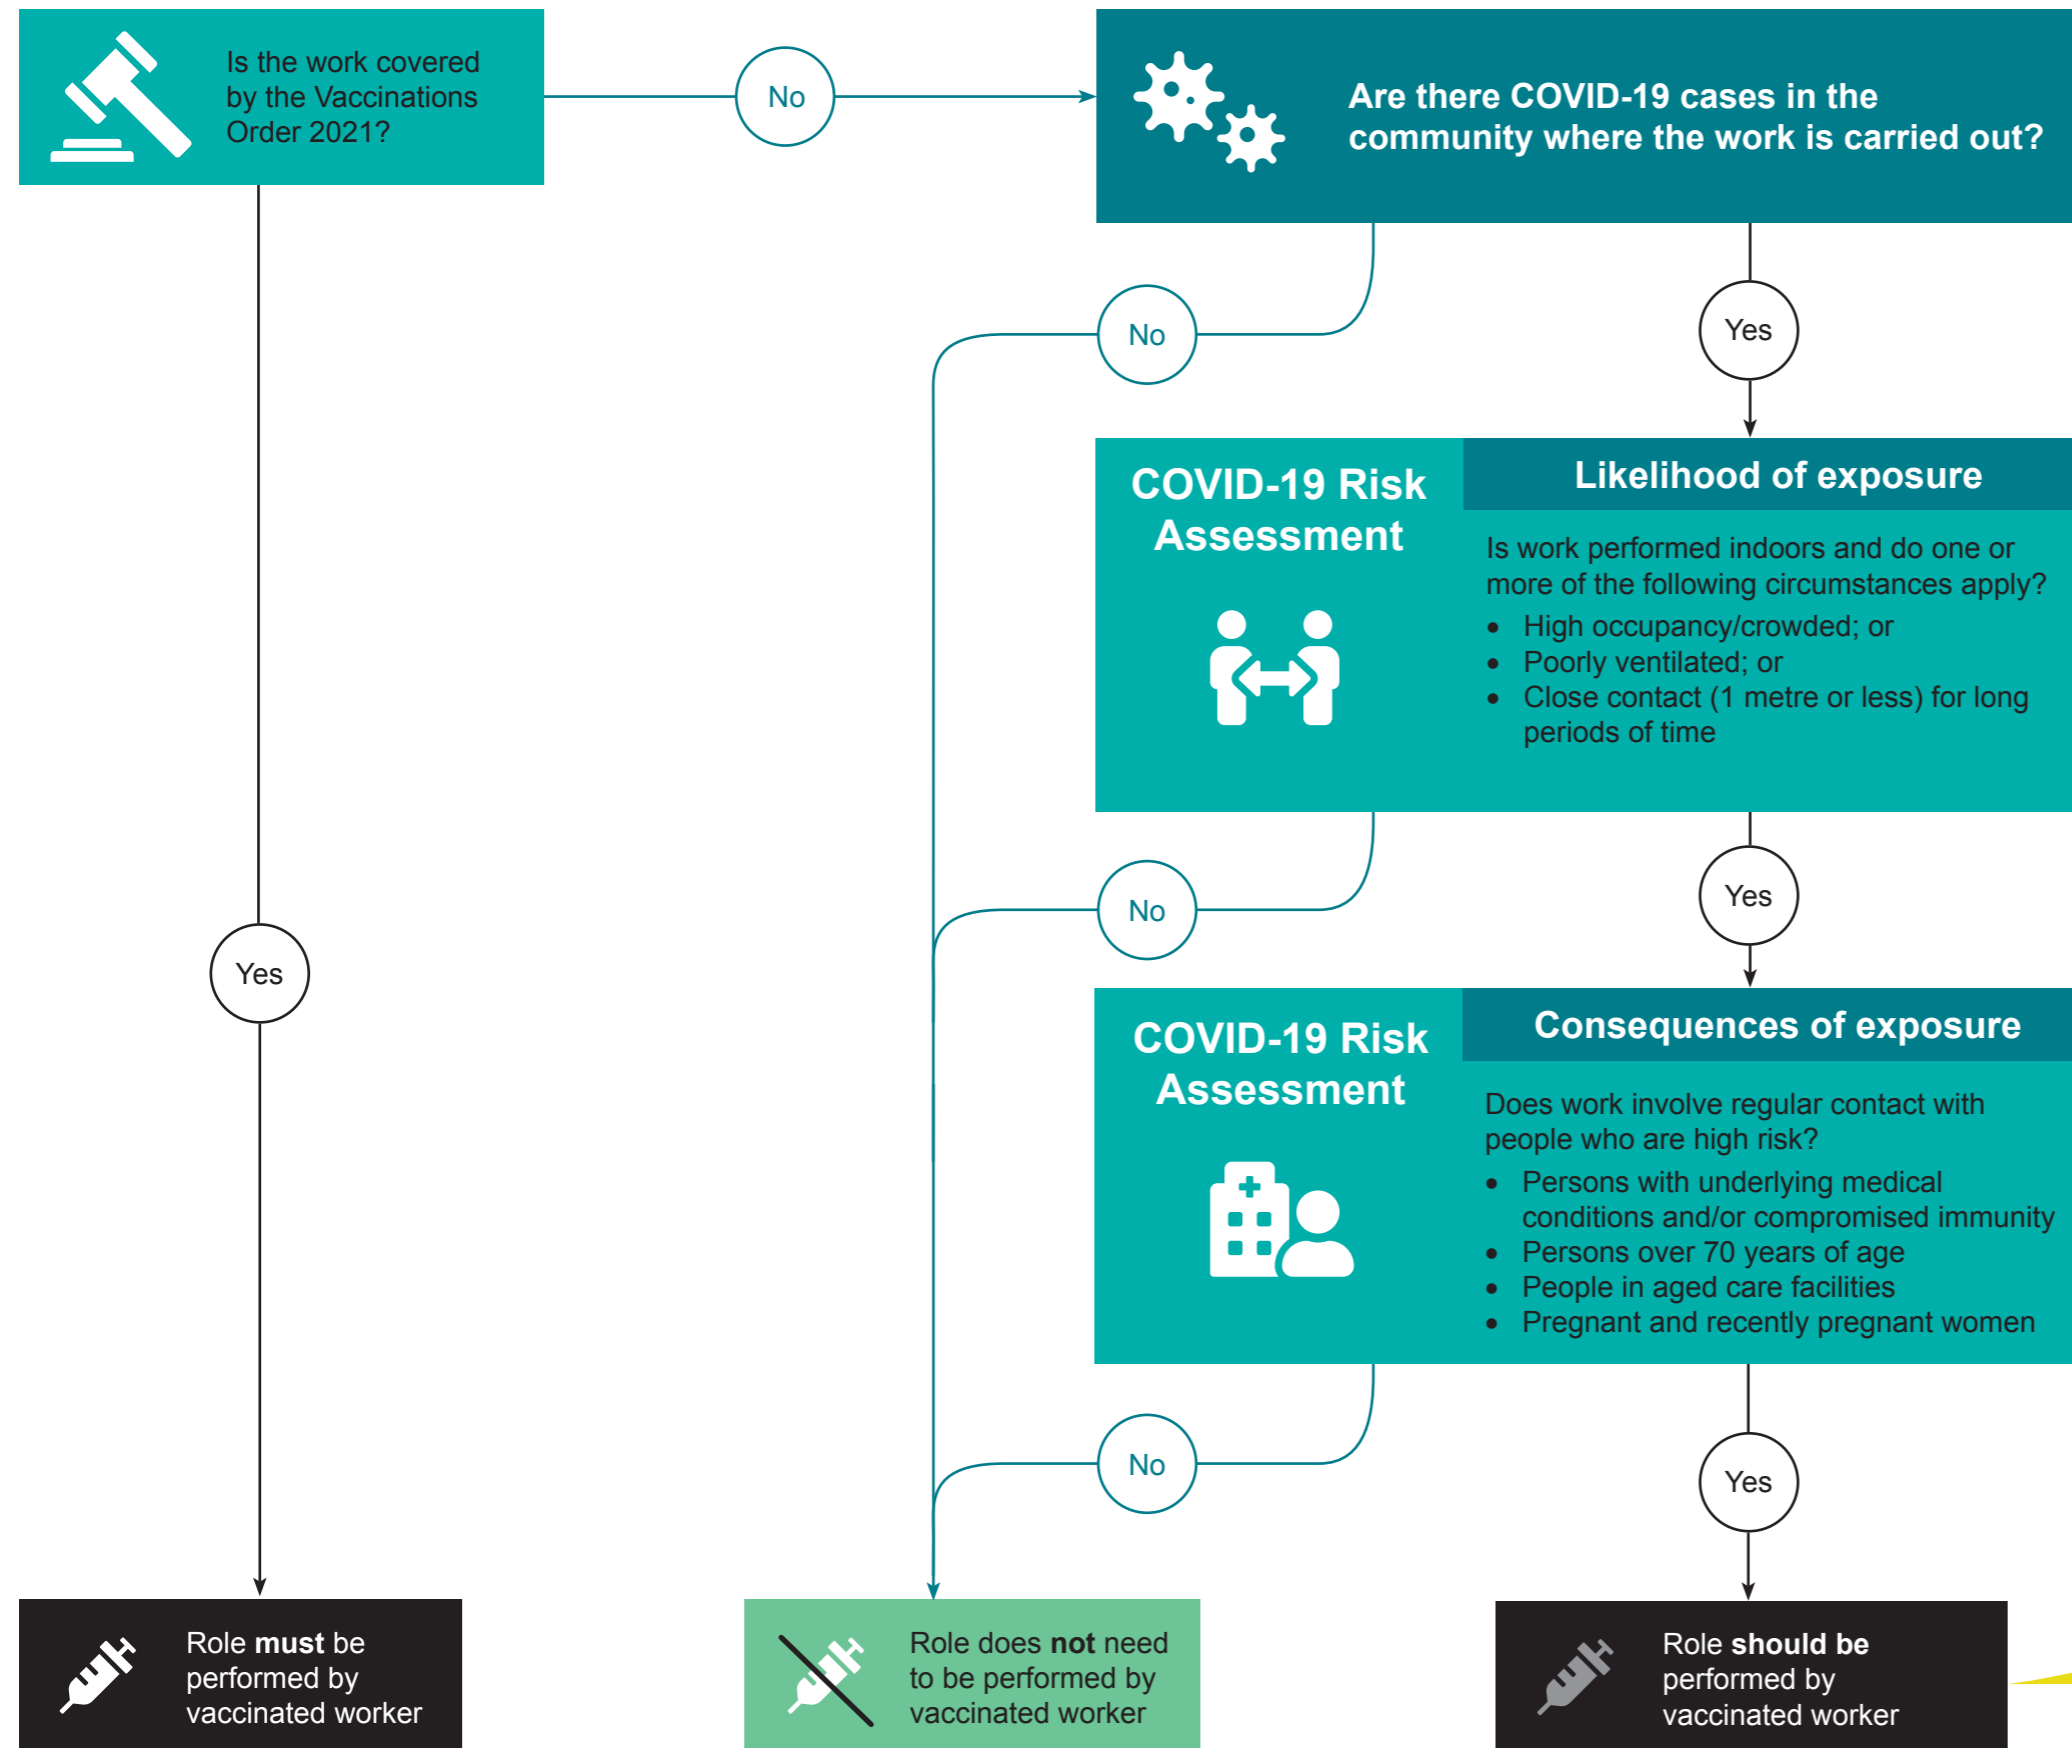 Is the work covered
by the Vaccinations
Order 2021?
No
Are there COVID-19 cases in the
community where the work is carried out?
No
Yes
COVID-19 Risk
Assessment
Likelihood of exposure
Is work performed indoors and do one or
more of the following circumstances apply?
• High occupancy/crowded; or
• Poorly ventilated; or
• Close contact (1 metre or less) for long
periods of time
No
Yes
Yes
COVID-19 Risk
Assessment
Consequences of exposure
Does work involve regular contact with
people who are high risk?
• Persons with underlying medical
conditions and/or compromised immunity
• Persons over 70 years of age
• People in aged care facilities
• Pregnant and recently pregnant women
No
Yes
Role must be
performed by
vaccinated worker
Role does not need
to be performed by
vaccinated worker
Role should be
performed by
vaccinated worker